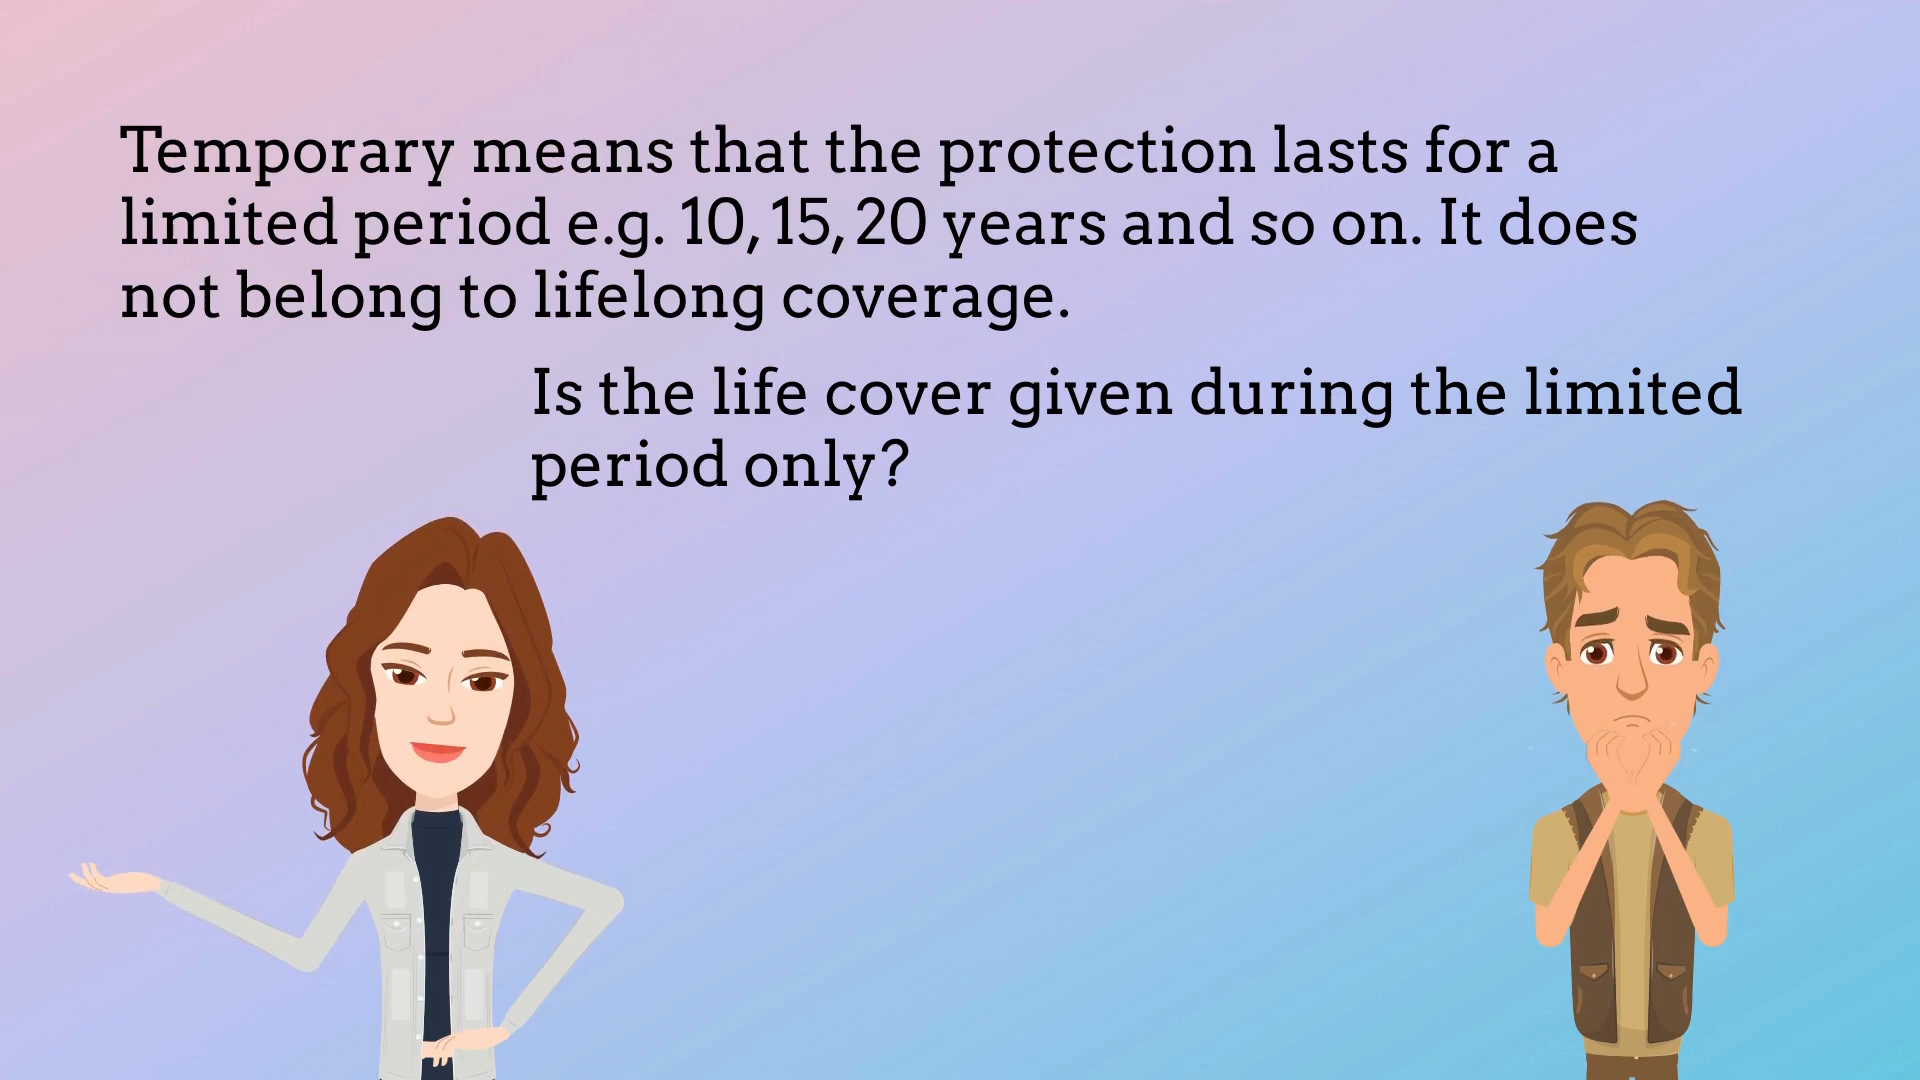 Temporary means that the protection lasts for a
limited period e.g. 10, 15, 20 years and so on. It does
not belong to lifelong coverage.
Is the life cover given during the limited
period only?